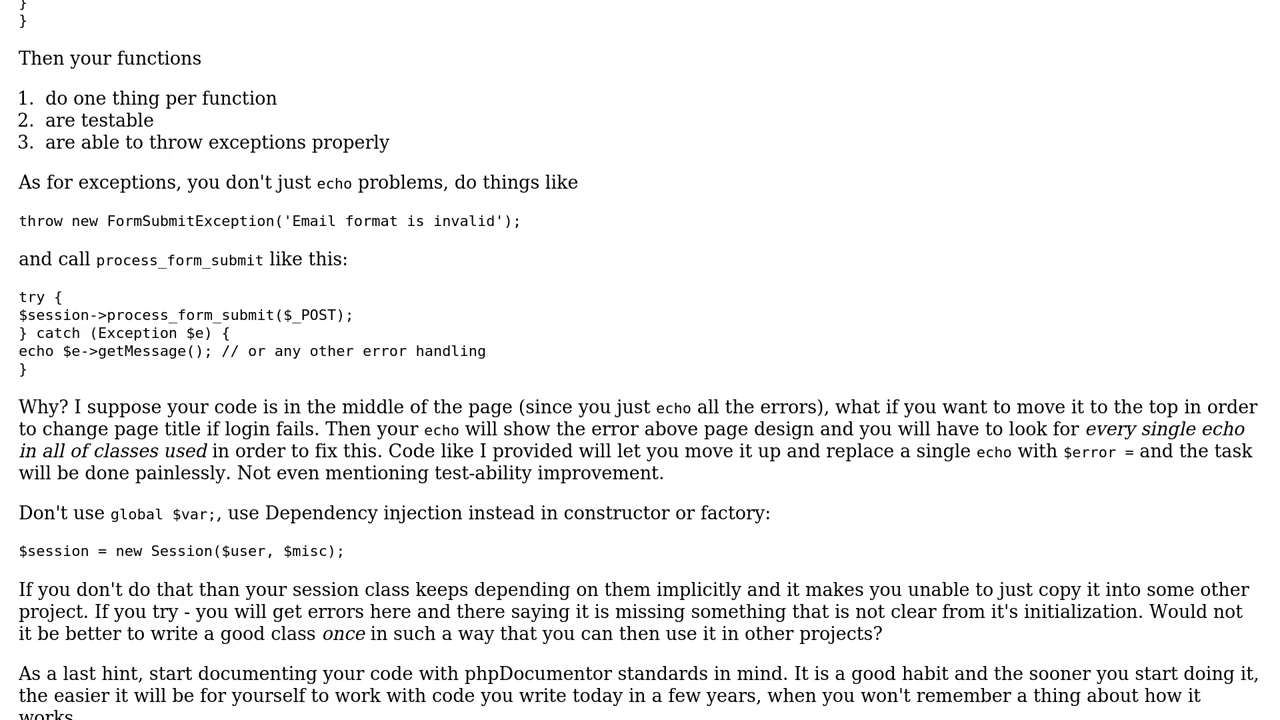 }
}
Then your functions
1. do one thing per function
2. are testable
3. are able to throw exceptions properly
As for exceptions, you don't just echo problems, do things like
throw new FormSubmitException('Email format is invalid');
and call process_form_submit like this:
try {
$session->process_form_submit($_POST);
} catch (Exception $e) {
echo $e->getMessage(); // or any other error handling
}
Why? I suppose your code is in the middle of the page (since you just echo all the errors), what if you want to move it to the top in order
to change page title if login fails. Then your echo will show the error above page design and you will have to look for every single echo
in all of classes used in order to fix this. Code like I provided will let you move it up and replace a single echo with $error = and the task
will be done painlessly. Not even mentioning test-ability improvement.
Don't use global $var;, use Dependency injection instead in constructor or factory:
$session = new Session($user, $misc);
If you don't do that than your session class keeps depending on them implicitly and it makes you unable to just copy it into some other
project. If you try - you will get errors here and there saying it is missing something that is not clear from it's initialization. Would not
it be better to write a good class once in such a way that you can then use it in other projects?
As a last hint, start documenting your code with phpDocumentor standards in mind. It is a good habit and the sooner you start doing it,
the easier it will be for yourself to work with code you write today in a few years, when you won't remember a thing about how it
works.